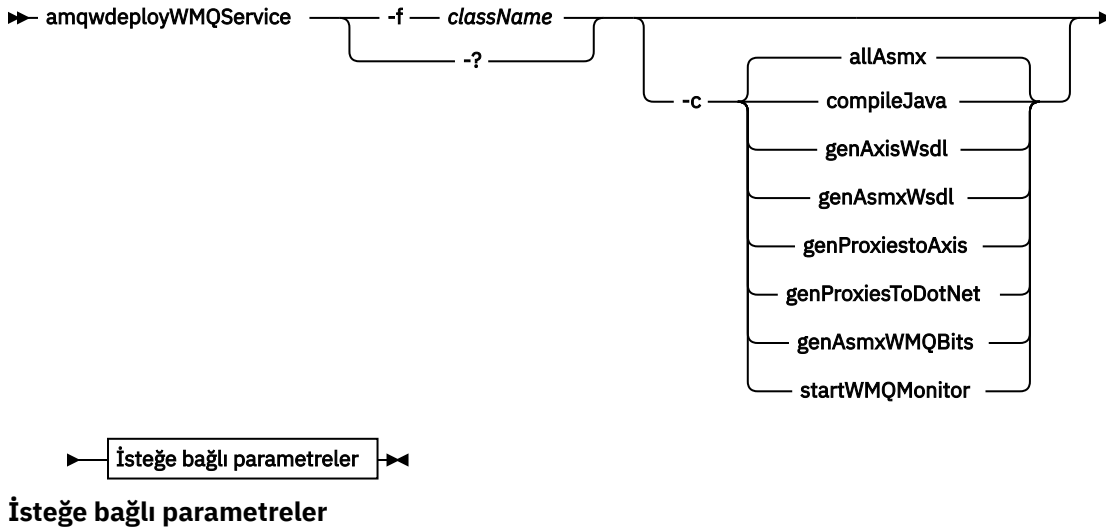 amqwdeployWMQService -f className
-?
-c allAsmx
compileJava
genAxisWsdl
genAsmxWsdl
genProxiestoAxis
genProxiesToDotNet
genAsmxWMQBits
startWMQMonitor
İsteğe bağlı parametreler
İsteğe bağlı parametreler